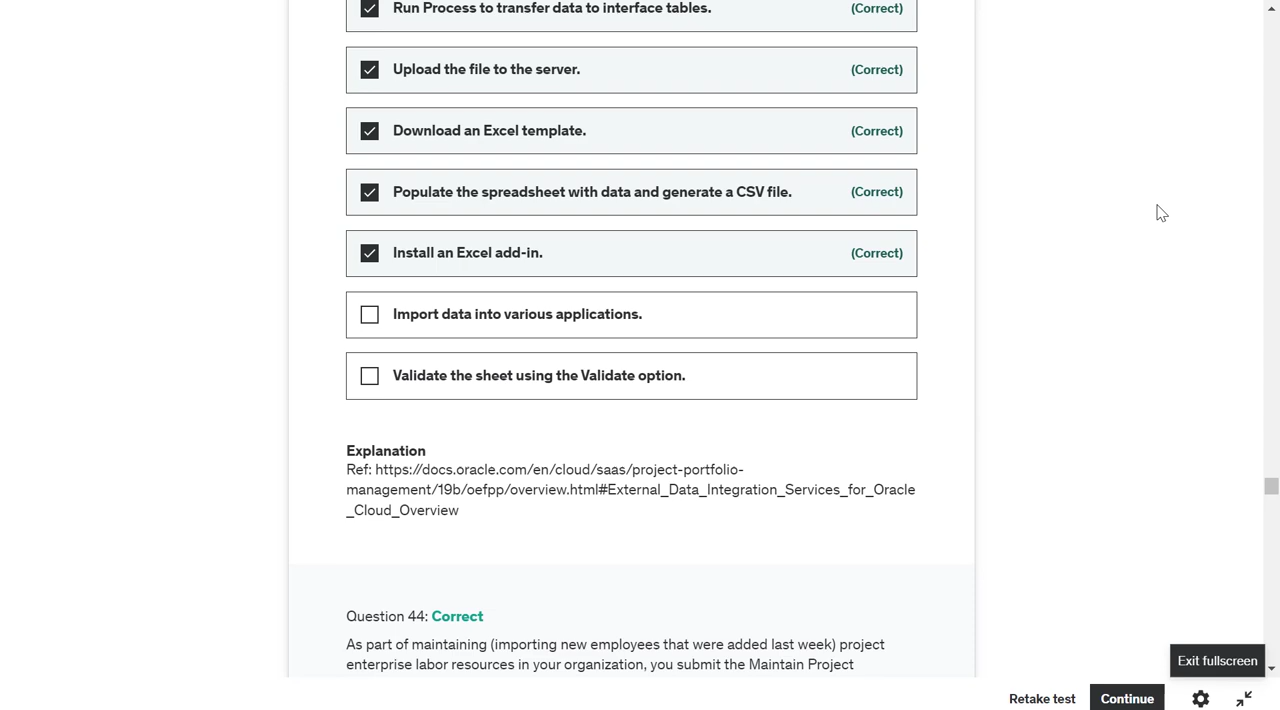 Run Process to transfer data to interface tables. (Correct)
Upload the file to the server. (Correct)
Download an Excel template. (Correct)
Populate the spreadsheet with data and generate a CSV file. (Correct)
Install an Excel add-in. (Correct)
Import data into various applications.
Validate the sheet using the Validate option.
Explanation
Ref: https://docs.oracle.com/en/cloud/saas/project-portfolio-
management/19b/oefpp/overview.html#External_Data_Integration_Services_for_Oracle
_Cloud_Overview
Question 44: Correct
As part of maintaining (importing new employees that were added last week) project
enterprise labor resources in your organization, you submit the Maintain Project
Exit fullscreen
Retake test Continue